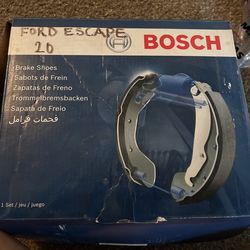 FORD ESCAPE
20
BOSCH
Brake Shoes
Sabots de Frein
Zapatas de Freno
Trommelbremsbacken
Sapata de Freio
قحمات فرامل
1 Set / jeu / juego